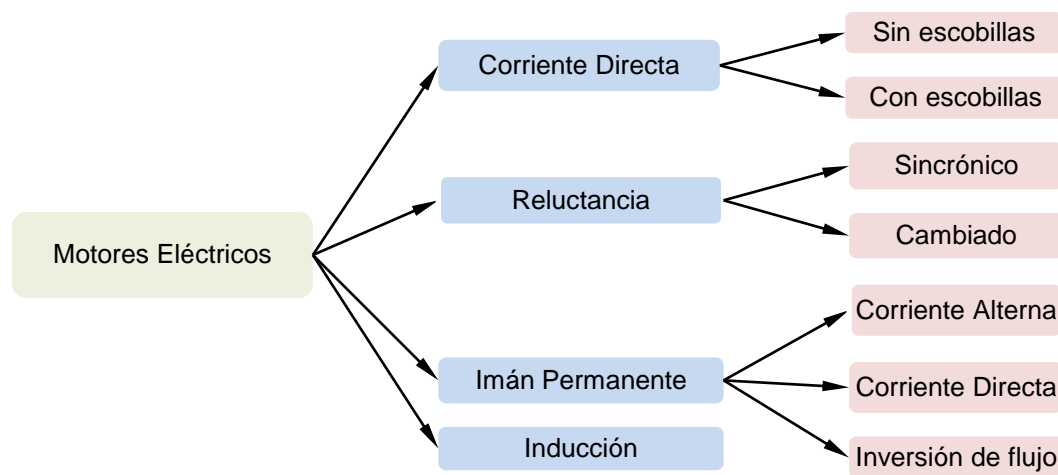 Motores Eléctricos
Corriente Directa
Sin escobillas
Con escobillas
Reluctancia
Sincrónico
Cambiado
Imán Permanente
Corriente Alterna
Corriente Directa
Inversión de flujo
Inducción